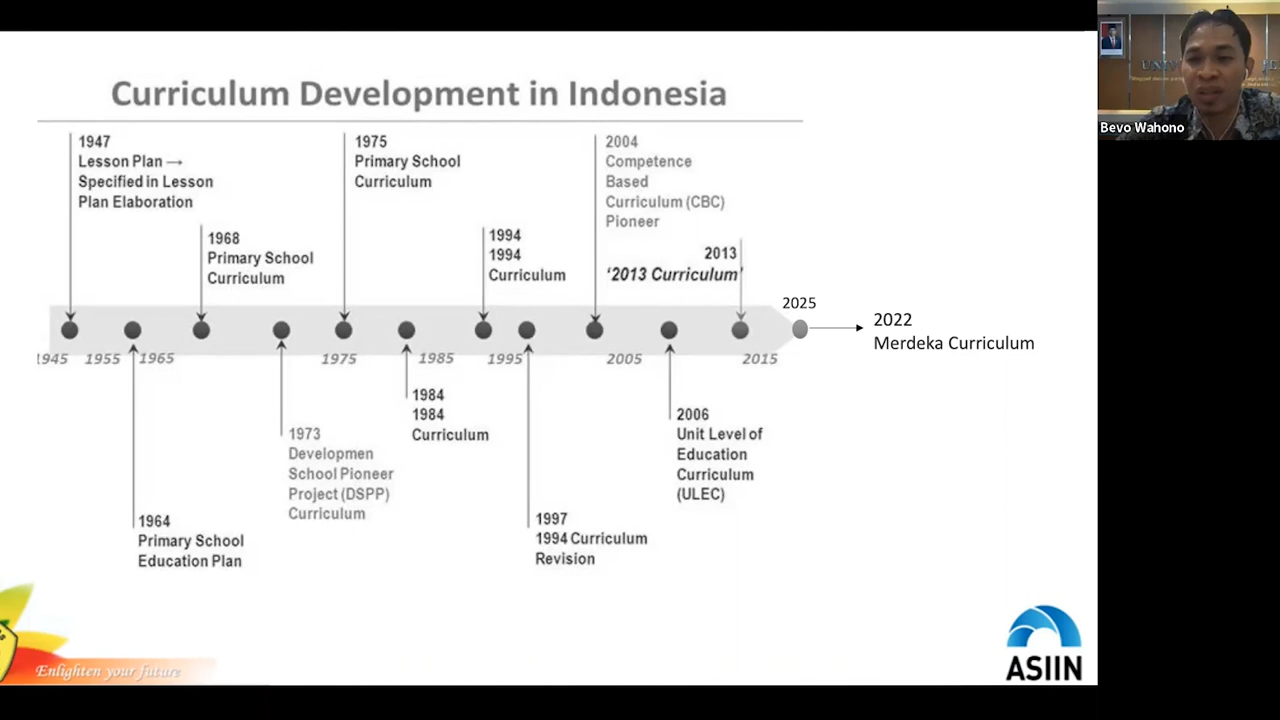 Curriculum Development in Indonesia
1947
Lesson Plan →
Specified in Lesson
Plan Elaboration
1968
Primary School
Curriculum
1975
Primary School
Curriculum
1994
1994
Curriculum
2004
Competence
Based
Curriculum (CBC)
Pioneer
2013
‘2013 Curriculum’
2025
2022
Merdeka Curriculum
1945
1955
1965
1975
1985
1995
2005
2015
1964
Primary School
Education Plan
1973
Developmen
School Pioneer
Project (DSPP)
Curriculum
1984
1984
Curriculum
1997
1994 Curriculum
Revision
2006
Unit Level of
Education
Curriculum
(ULEC)
Enlighten your future
ASIIN
Bevo Wahono